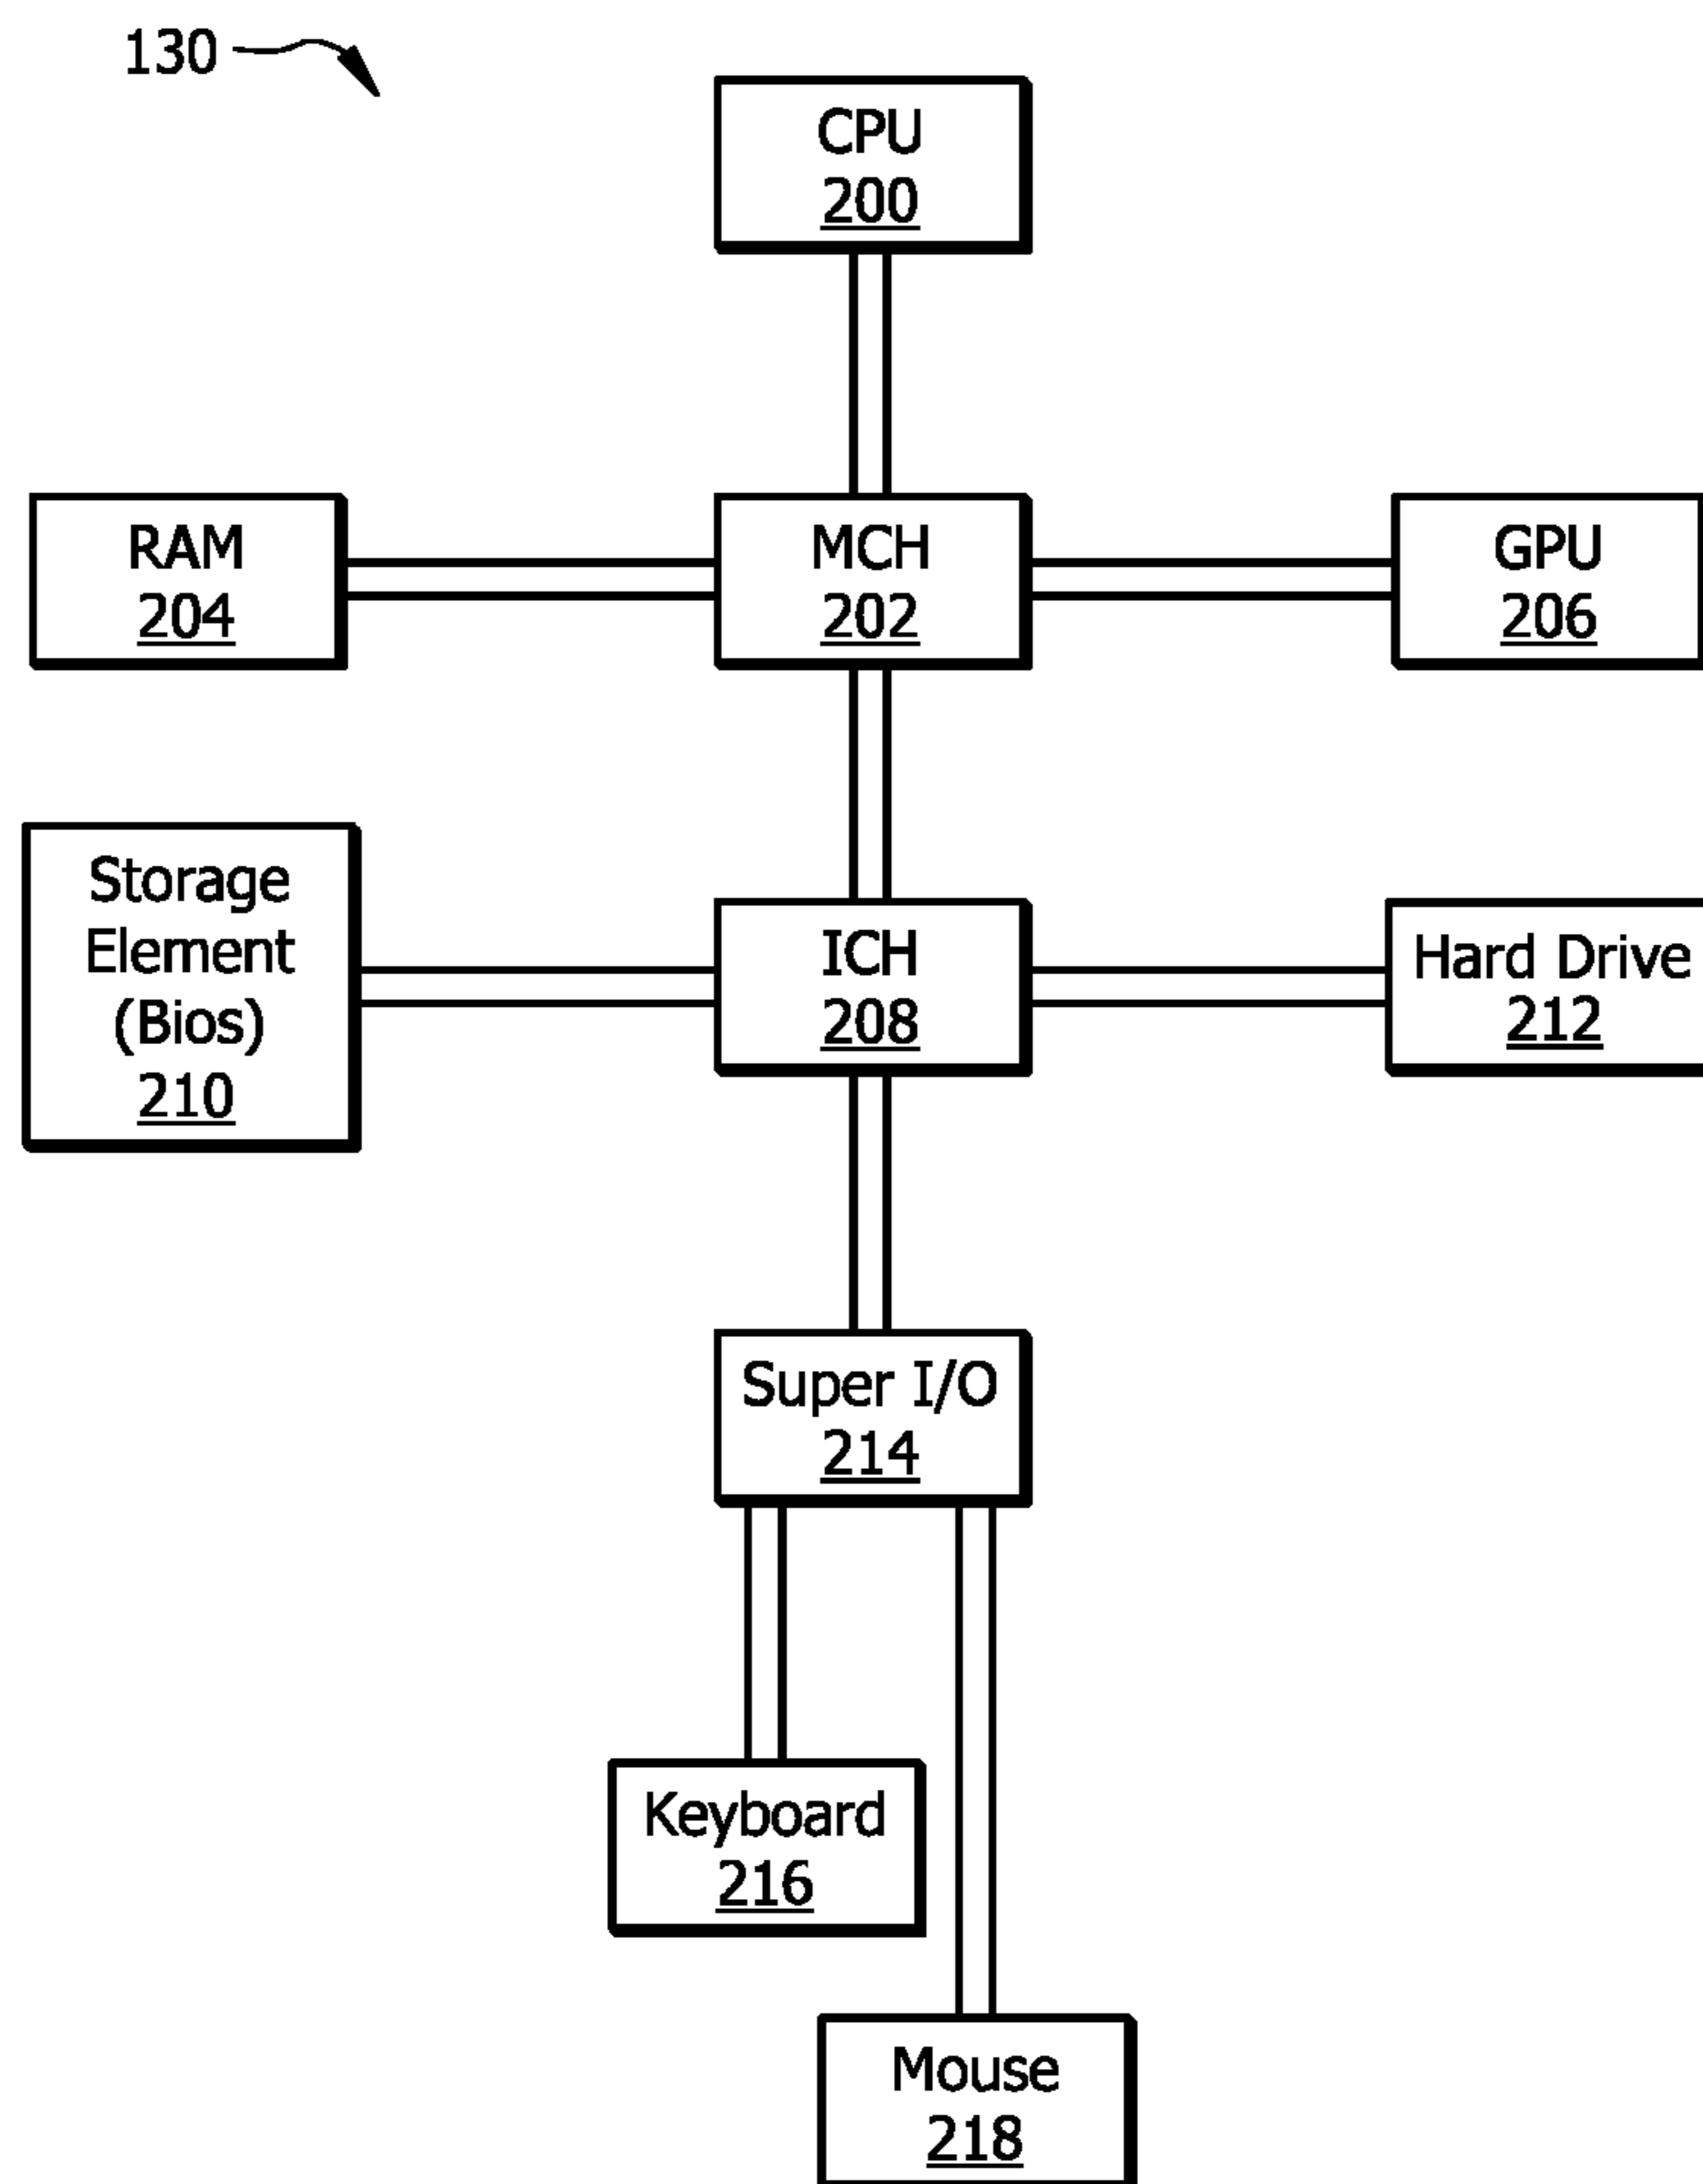 130
CPU
200
RAM
204
MCH
202
GPU
206
Storage
Element
(Bios)
210
ICH
208
Hard Drive
212
Super I/O
214
Keyboard
216
Mouse
218